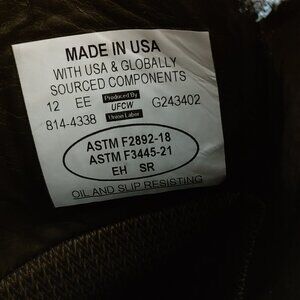 MADE IN USA
WITH USA & GLOBALLY
SOURCED COMPONENTS
12 EE Produced By UFCW Union Labor G243402
814-4338
ASTM F2892-18
ASTM F3445-21
EH SR
OIL AND SLIP RESISTING